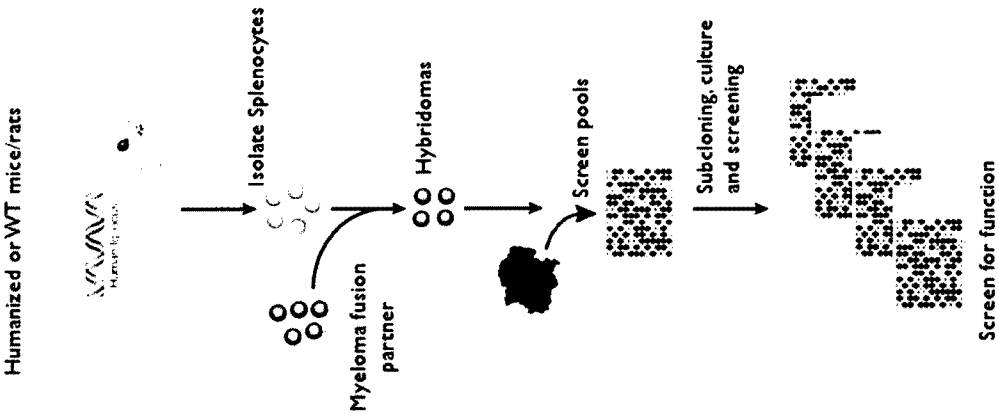 Humanized or WT mice/rats
Isolate Splenocytes
Myeloma fusion
partner
Hybridomas
Screen pools
Subcloning, culture
and screening
Screen for function